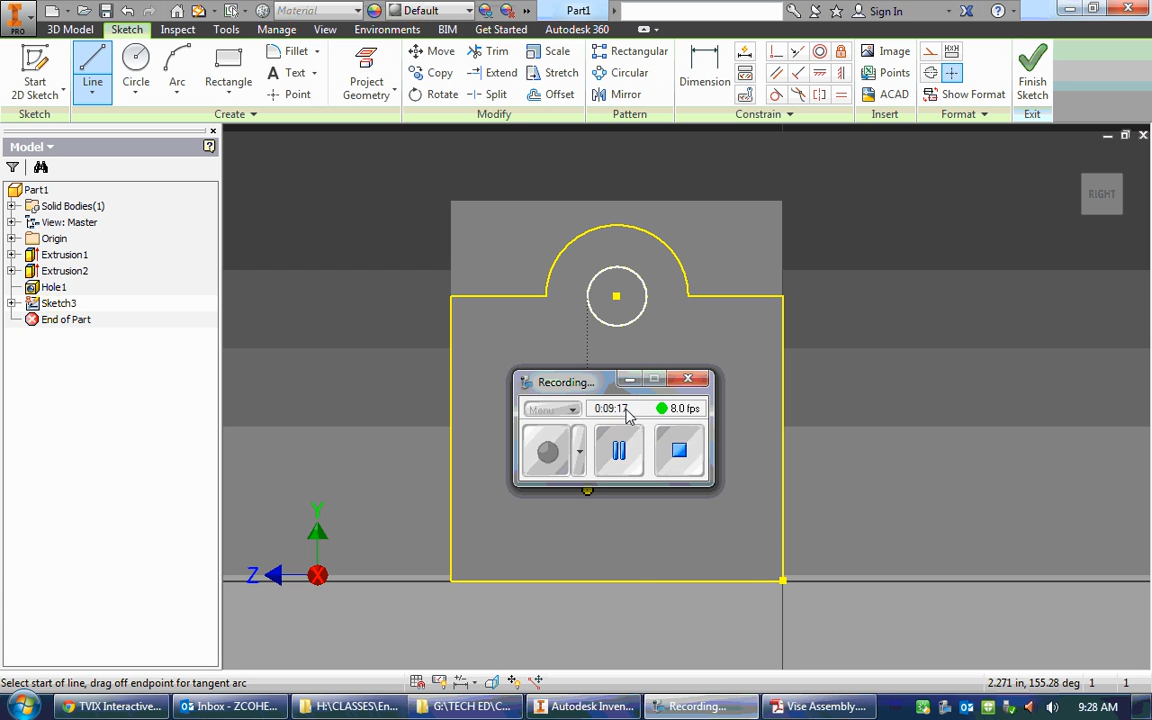 Material
Default
Part1
Sign In
PRO
3D Model
Sketch
Inspect
Tools
Manage
View
Environments
BIM
Get Started
Autodesk 360
Start
2D Sketch
Line
Circle
Arc
Rectangle
Fillet
Text
Point
Project
Geometry
Move
Copy
Rotate
Trim
Extend
Split
Scale
Stretch
Offset
Rectangular
Circular
Mirror
Dimension
Image
Points
ACAD
Show Format
Finish
Sketch
Sketch
Create
Modify
Pattern
Constrain
Insert
Format
Exit
Model
Part1
Solid Bodies(1)
View: Master
Origin
Extrusion1
Extrusion2
Hole1
Sketch3
End of Part
RIGHT
Recording...
Menu
0:09:17
8.0 fps
Y
Z
X
Select start of line, drag off endpoint for tangent arc
2.271 in, 155.28 deg
1
1
TVIX Interactive...
Inbox - ZCOHE...
H:\CLASSES\En...
G:\TECH ED\C...
Autodesk Inven...
Recording...
Vise Assembly....
9:28 AM